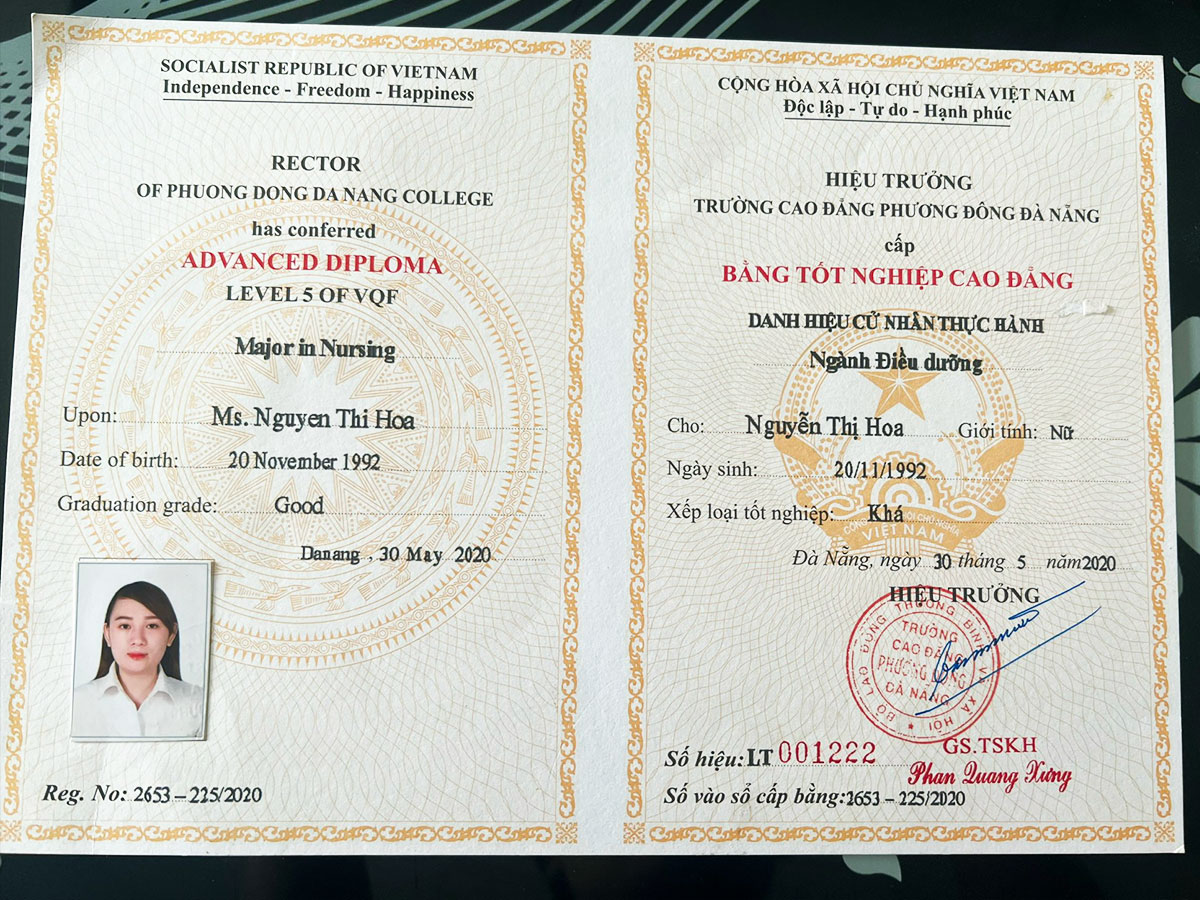 SOCIALIST REPUBLIC OF VIETNAM
Independence - Freedom - Happiness
RECTOR
OF PHUONG DONG DA NANG COLLEGE
has conferred
ADVANCED DIPLOMA
LEVEL 5 OF VQF
Major in Nursing
Upon: Ms. Nguyen Thi Hoa
Date of birth: 20 November 1992
Graduation grade: Good
Danang , 30 May 2020
Reg. No: 2653 – 225/2020
CỘNG HÒA XÃ HỘI CHỦ NGHĨA VIỆT NAM
Độc lập - Tự do - Hạnh phúc
HIỆU TRƯỞNG
TRƯỜNG CAO ĐẲNG PHƯƠNG ĐÔNG ĐÀ NẴNG
cấp
BẰNG TỐT NGHIỆP CAO ĐẲNG
DANH HIỆU CỬ NHÂN THỰC HÀNH
Ngành Điều dưỡng
Cho: Nguyễn Thị Hoa Giới tính: Nữ
Ngày sinh: 20/11/1992
Xếp loại tốt nghiệp: Khá
VIỆT NAM
Đà Nẵng, ngày 30 tháng 5 năm 2020
HIỆU TRƯỞNG
BỘ LAO ĐỘNG THƯƠNG BINH VÀ XÃ HỘI
TRƯỜNG
CAO ĐẲNG
PHƯƠNG ĐÔNG
ĐÀ NẴNG
Số hiệu: LT 001222
GS.TSKH
Phan Quang Xưng
Số vào sổ cấp bằng: 2653 – 225/2020